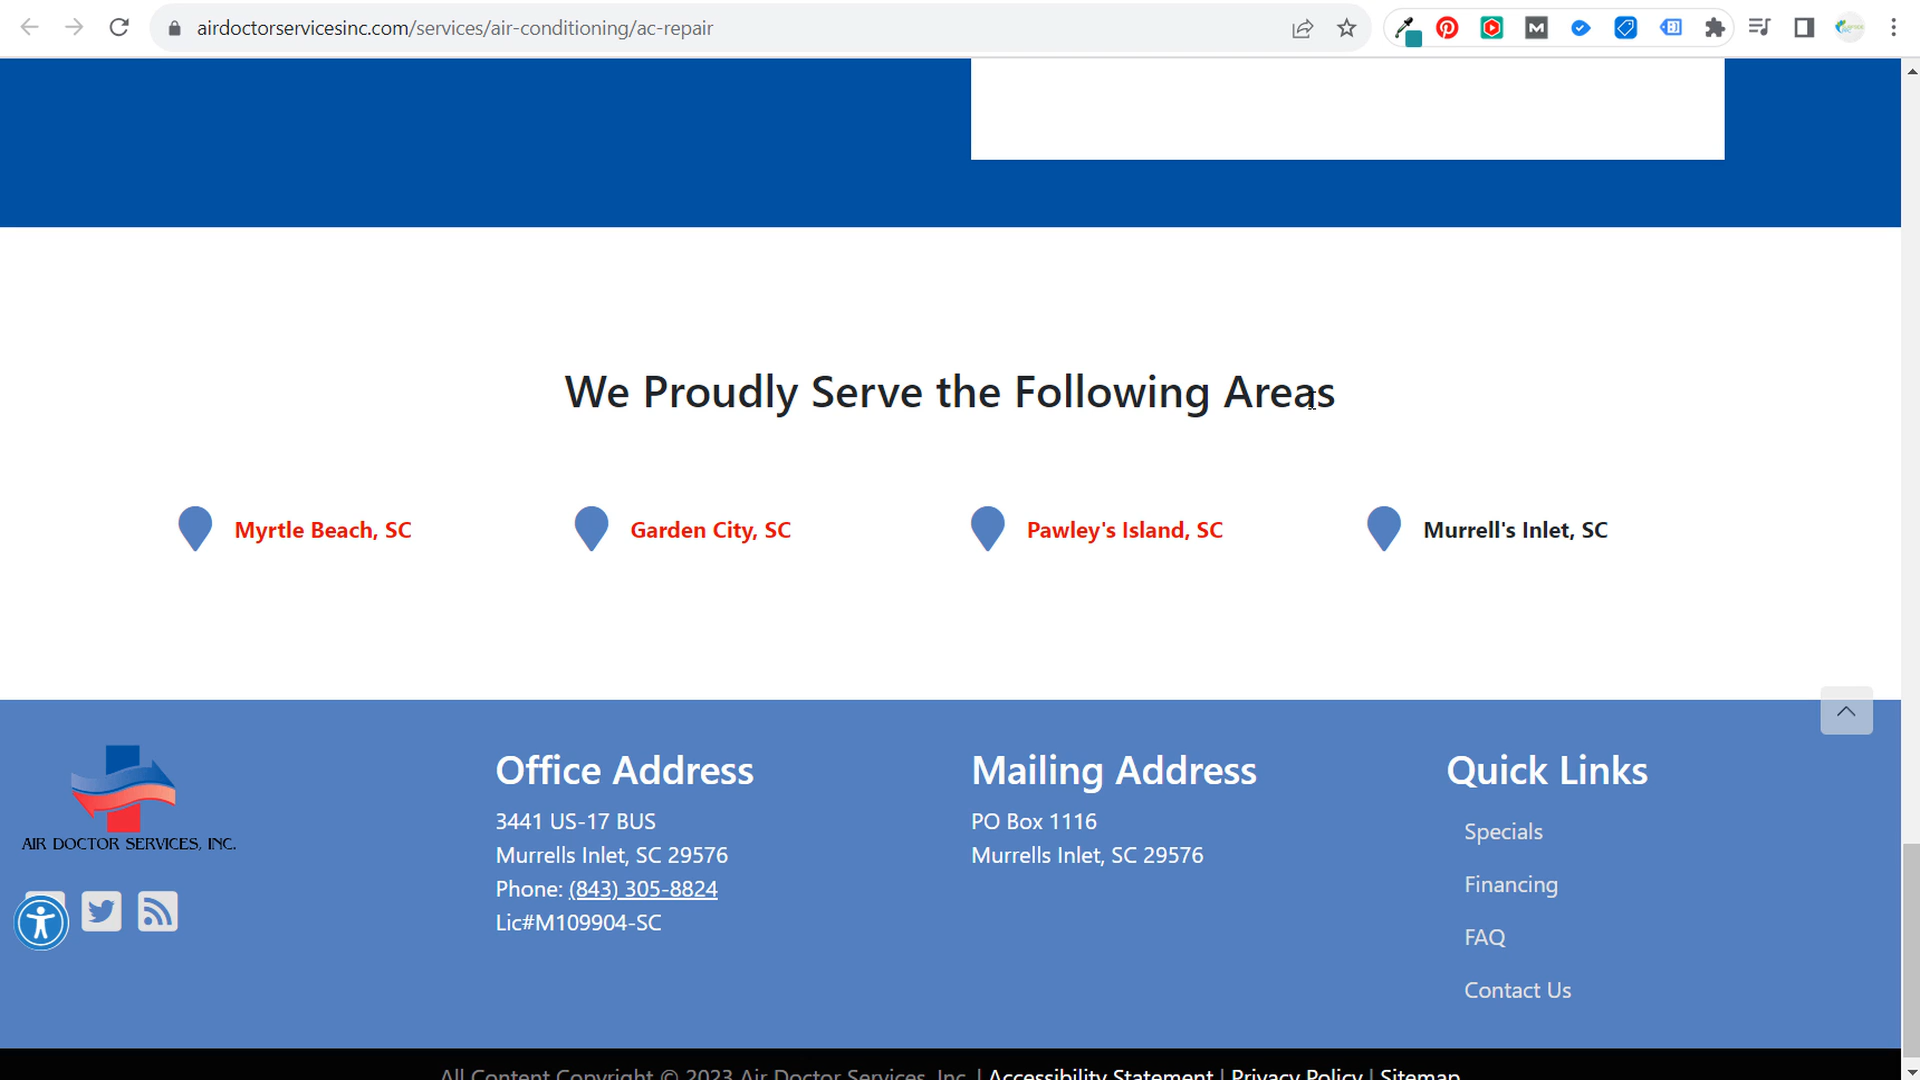 airdoctorservicesinc.com/services/air-conditioning/ac-repair
We Proudly Serve the Following Areas
Myrtle Beach, SC
Garden City, SC
Pawley's Island, SC
Murrell's Inlet, SC
AIR DOCTOR SERVICES, INC.
Office Address
3441 US-17 BUS
Murrells Inlet, SC 29576
Phone: (843) 305-8824
Lic#M109904-SC
Mailing Address
PO Box 1116
Murrells Inlet, SC 29576
Quick Links
Specials
Financing
FAQ
Contact Us
All Content Copyright © 2023 Air Doctor Services, Inc. | Accessibility Statement | Privacy Policy | Sitemap